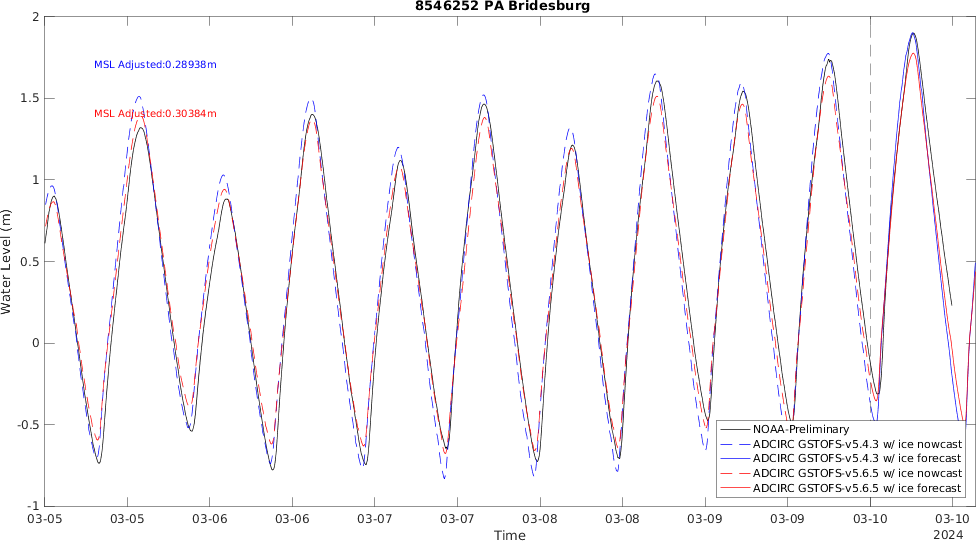 8546252 PA Bridesburg
2
1.5
1
0.5
0
-0.5
-1
Water Level (m)
MSL Adjusted:0.28938m
MSL Adjusted:0.30384m
NOAA-Preliminary
ADCIRC GSTOFS-v5.4.3 w/ ice nowcast
ADCIRC GSTOFS-v5.4.3 w/ ice forecast
ADCIRC GSTOFS-v5.6.5 w/ ice nowcast
ADCIRC GSTOFS-v5.6.5 w/ ice forecast
03-05 03-05 03-06 03-06 03-07 03-07 03-08 03-08 03-09 03-09 03-10 03-10
Time
2024